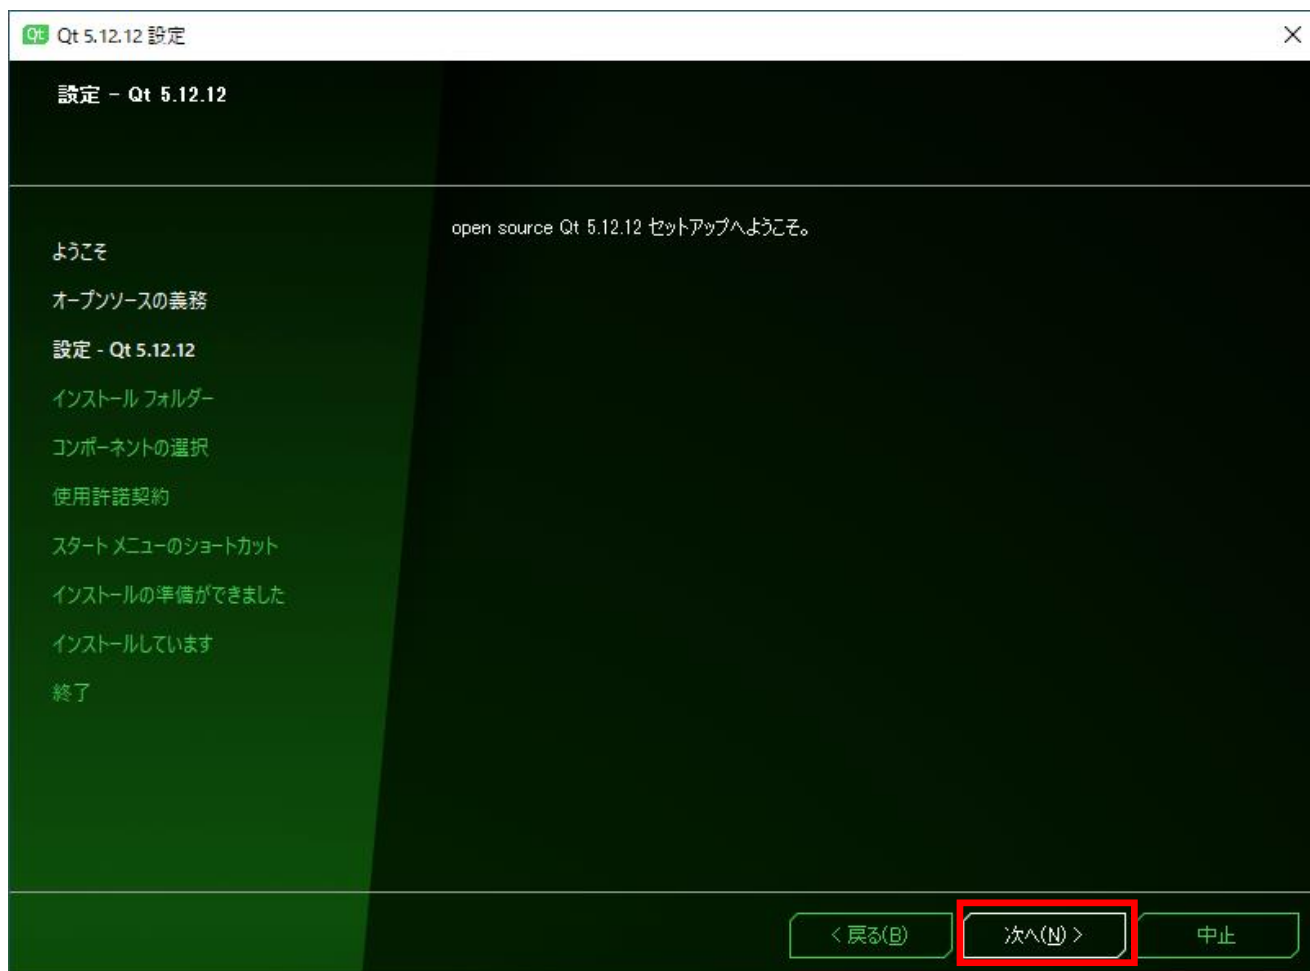 Qt Qt 5.12.12 設定
設定 - Qt 5.12.12
ようこそ
オープンソースの義務
設定 - Qt 5.12.12
インストール フォルダー
コンポーネントの選択
使用許諾契約
スタート メニューのショートカット
インストールの準備ができました
インストールしています
終了
open source Qt 5.12.12 セットアップへようこそ。
< 戻る(B)
次へ(N) >
中止